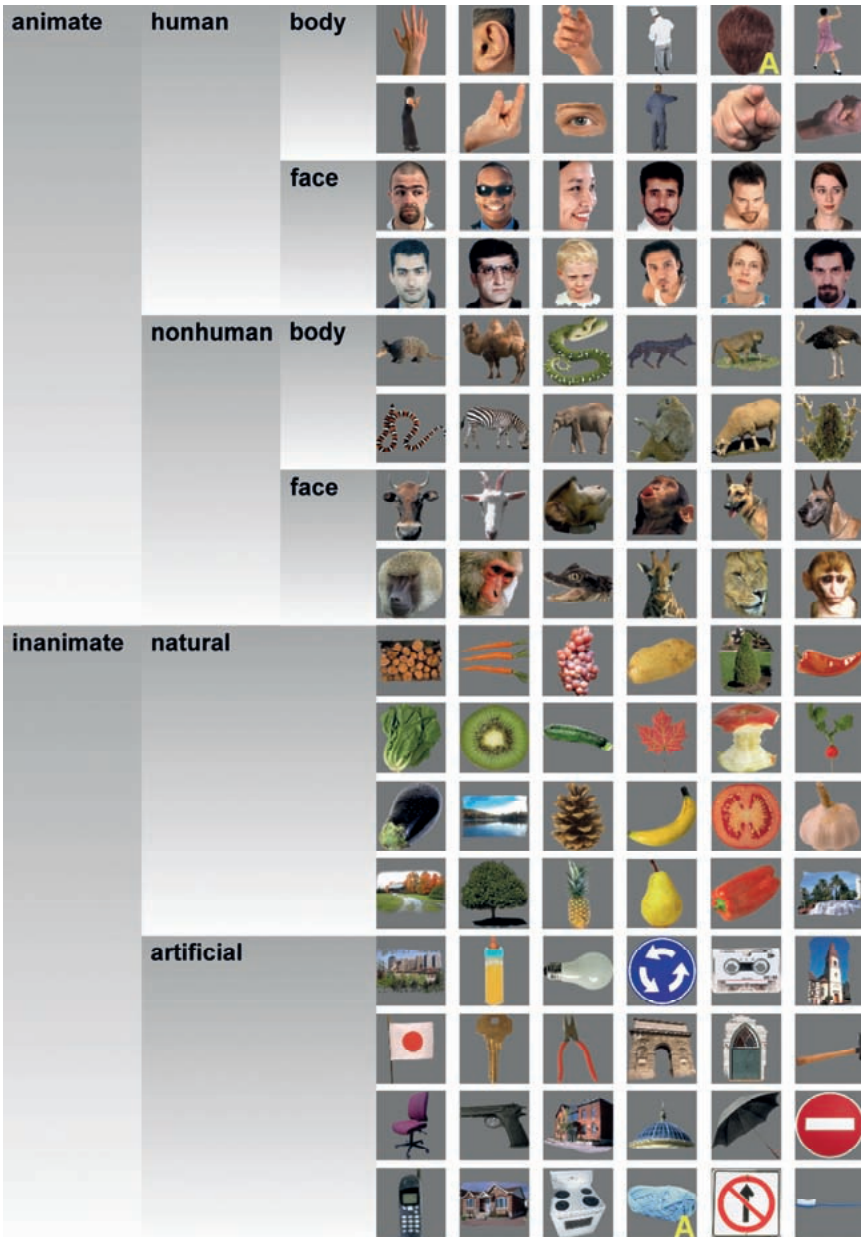 animate human body
A
face
nonhuman body
face
inanimate natural
artificial
A